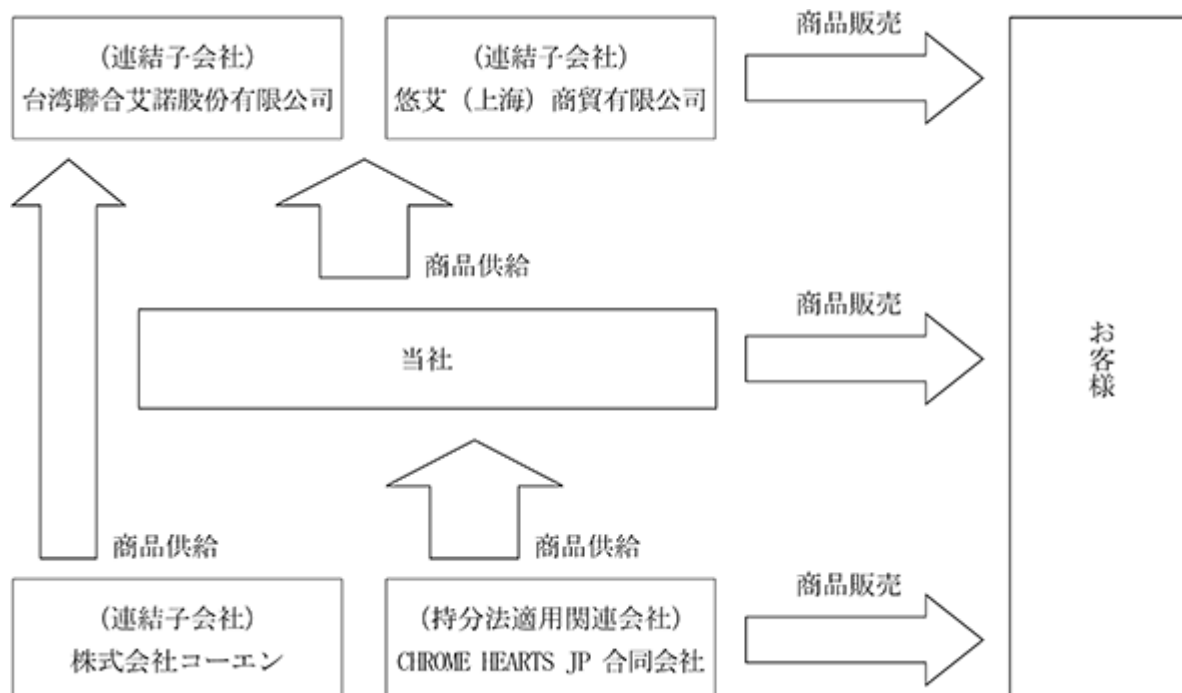 (連結子会社)
台湾聯合艾諾股份有限公司
(連結子会社)
悠艾（上海）商貿有限公司
商品販売
商品供給
当社
商品販売
お客様
商品供給
商品供給
(連結子会社)
株式会社コーエン
(持分法適用関連会社)
CHROME HEARTS JP 合同会社
商品販売